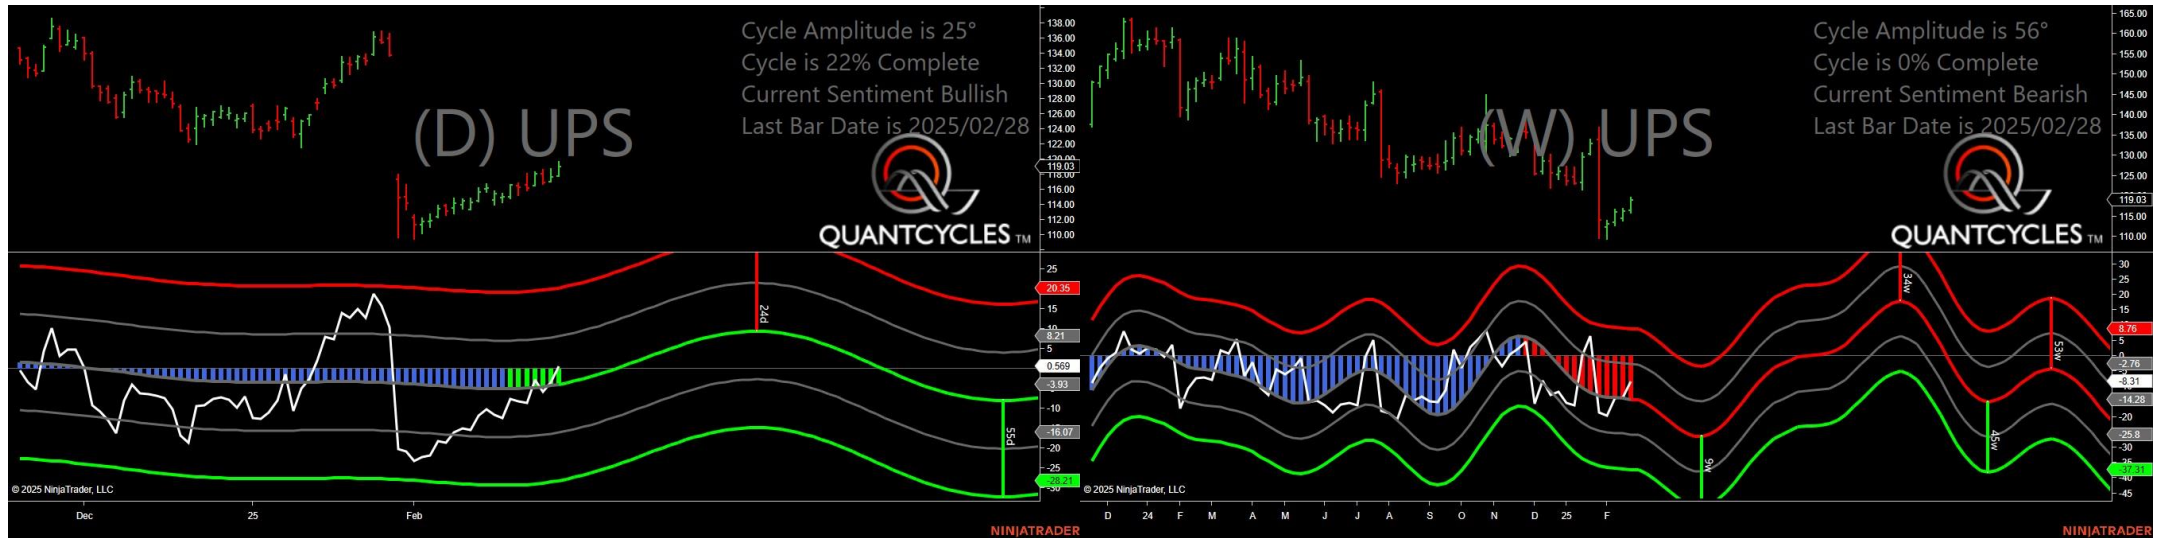 Cycle Amplitude is 25°
Cycle is 22% Complete
Current Sentiment Bullish
Last Bar Date is 2025/02/28
(D) UPS
QUANTCYCLES TM
138.00
136.00
134.00
132.00
130.00
128.00
126.00
124.00
122.00
119.03
118.00
116.00
114.00
112.00
110.00
25
20.35
15
8.21
5
0.569
-3.93
-10
-16.07
-20
-25
-28.21
24d
55d
© 2025 NinjaTrader, LLC
Dec
25
Feb
NINJATRADER
Cycle Amplitude is 56°
Cycle is 0% Complete
Current Sentiment Bearish
Last Bar Date is 2025/02/28
(W) UPS
QUANTCYCLES TM
165.00
160.00
155.00
150.00
145.00
140.00
135.00
130.00
125.00
119.03
115.00
110.00
30
25
20
15
8.76
5
0
-2.76
-8.31
-14.28
-20
-25.8
-30
-37.31
-40
-45
34w
53w
9w
45w
© 2025 NinjaTrader, LLC
D
24
F
M
A
M
J
J
A
S
O
N
D
25
F
NINJATRADER